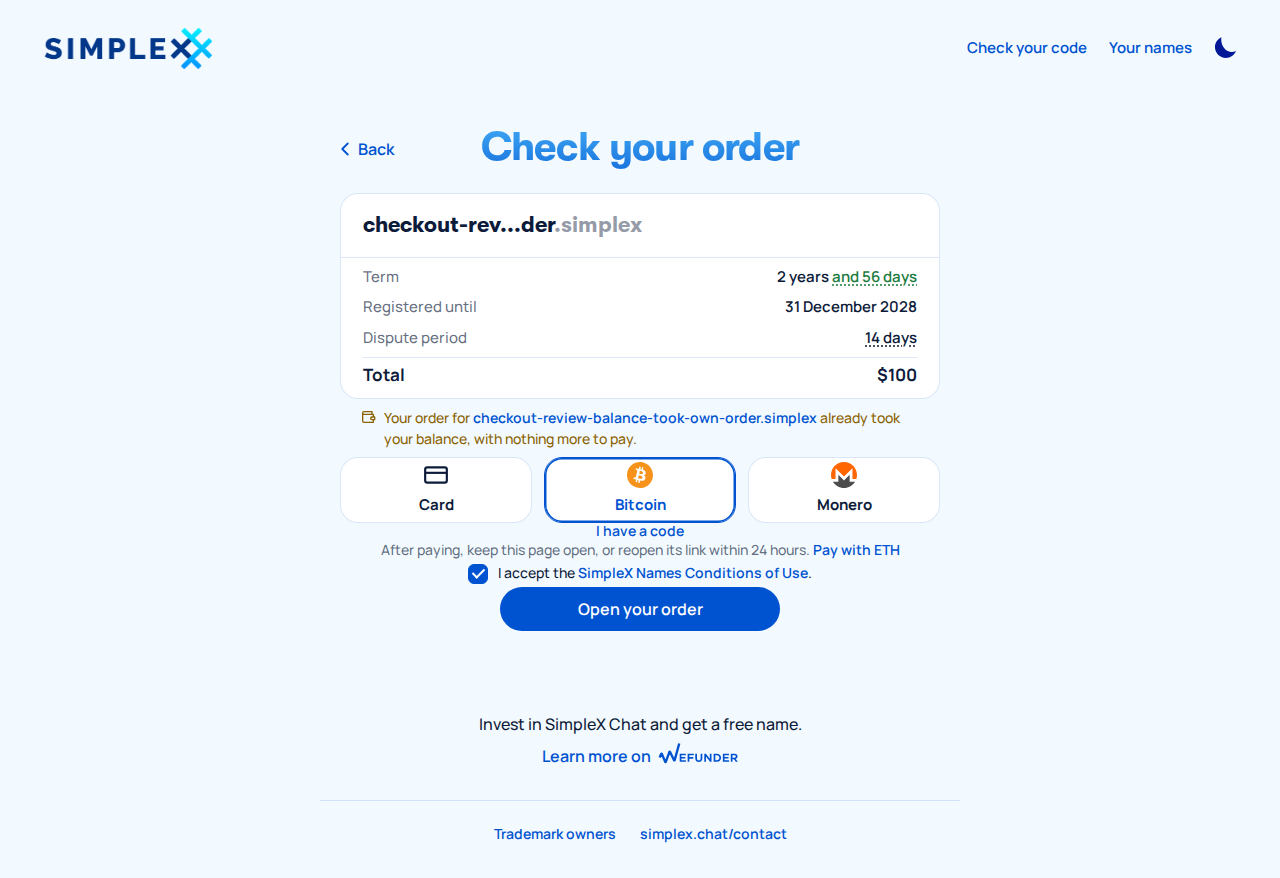 SIMPLEX
Check your code
Your names
Back
Check your order
checkout-rev...der.simplex
Term
2 years and 56 days
Registered until
31 December 2028
Dispute period
14 days
Total
$100
Your order for checkout-review-balance-took-own-order.simplex already took
your balance, with nothing more to pay.
Card
Bitcoin
Monero
I have a code
After paying, keep this page open, or reopen its link within 24 hours. Pay with ETH
I accept the SimpleX Names Conditions of Use.
Open your order
Invest in SimpleX Chat and get a free name.
Learn more on WEFUNDER
Trademark owners
simplex.chat/contact